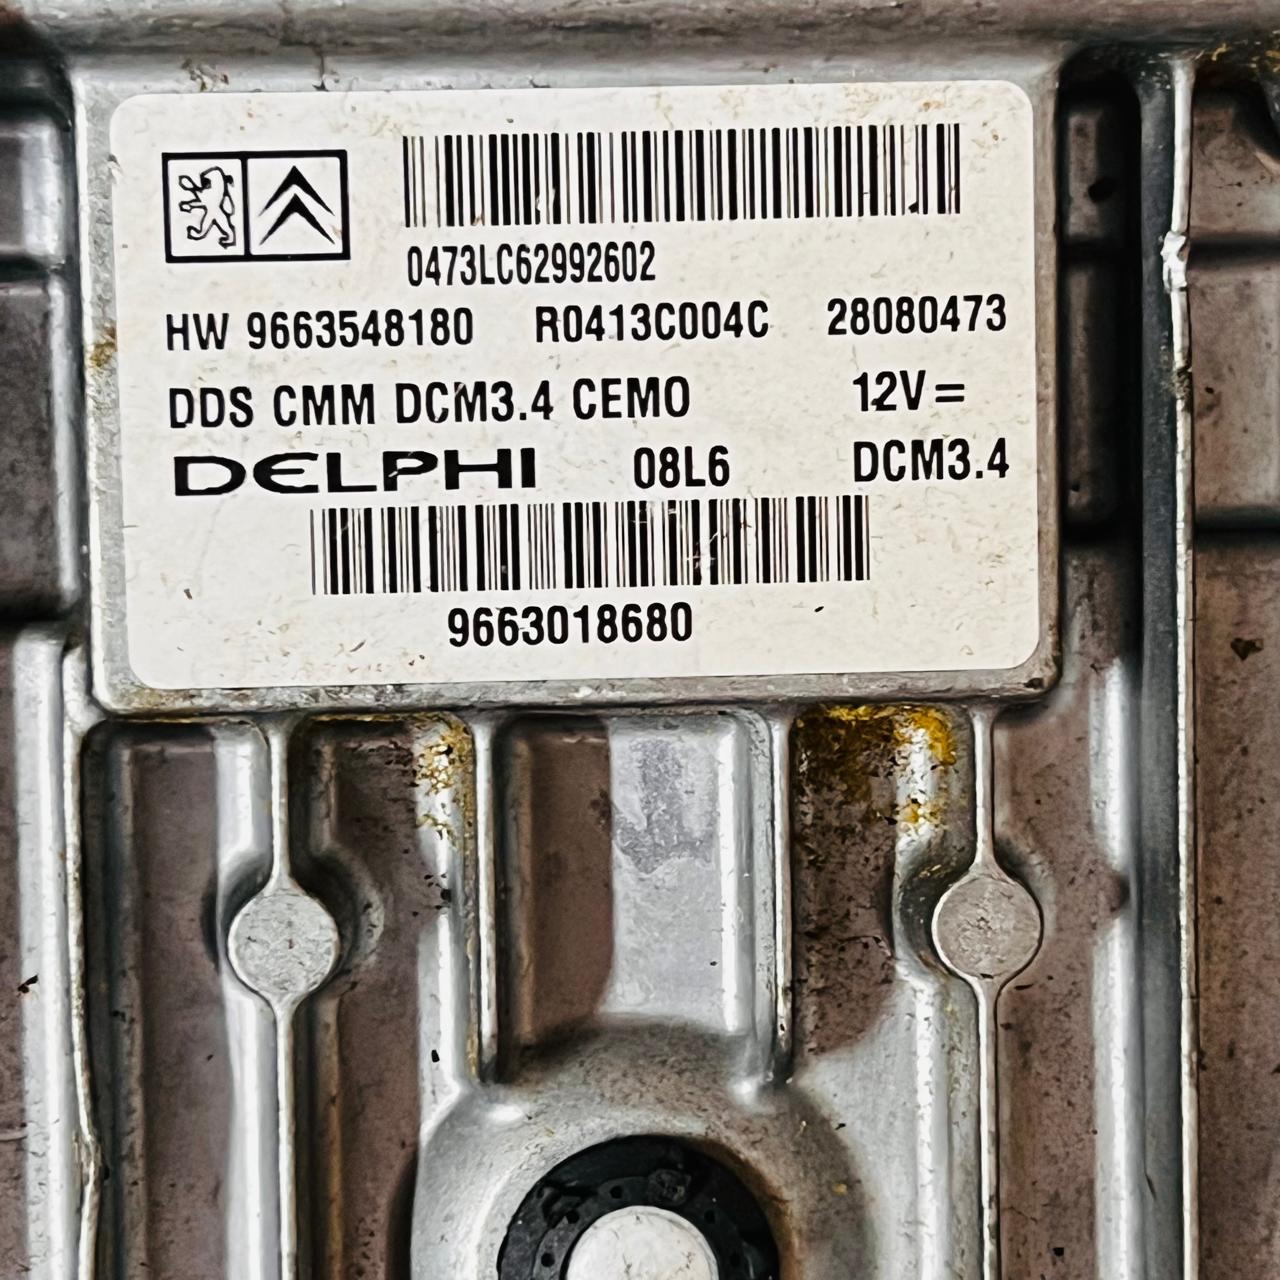 0473LC62992602
HW 9663548180 R0413C004C 28080473
DDS CMM DCM3.4 CEMO 12V=
DELPHI 08L6 DCM3.4
9663018680